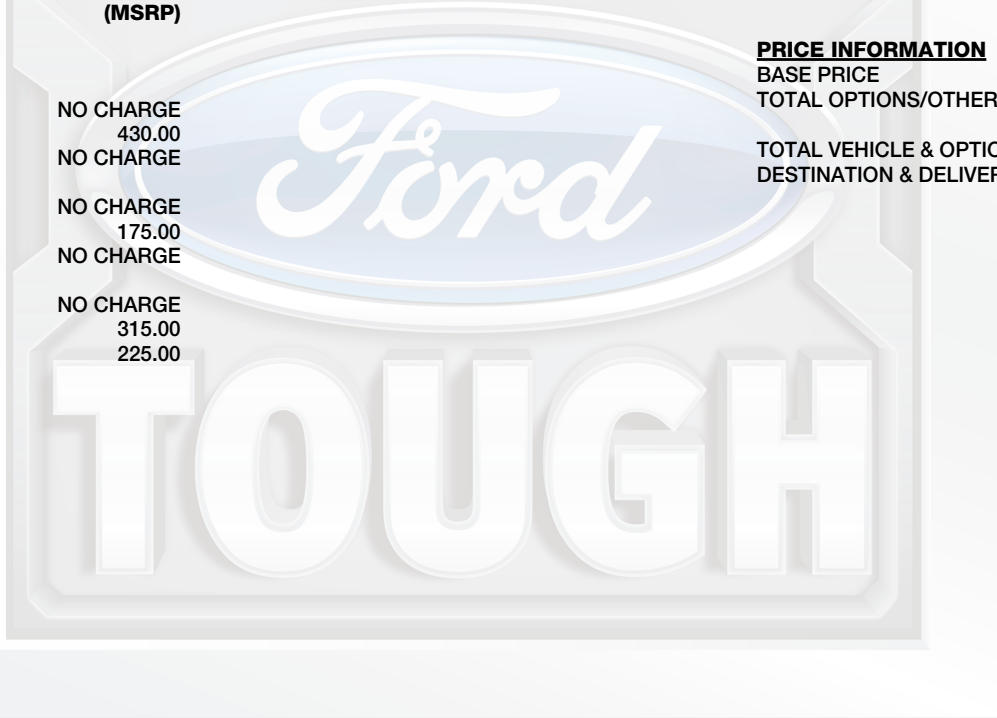 (MSRP)
NO CHARGE
430.00
NO CHARGE
NO CHARGE
175.00
NO CHARGE
NO CHARGE
315.00
225.00
PRICE INFORMATION
BASE PRICE
TOTAL OPTIONS/OTHER
TOTAL VEHICLE & OPTIO
DESTINATION & DELIVER
Ford
TOUGH